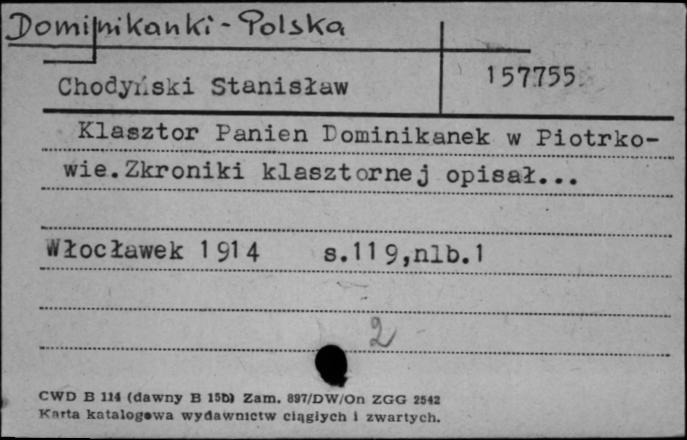 Dominikanki - Polska
Chodyński Stanisław 157755
Klasztor Panien Dominikanek w Piotrko-
wie.Zkroniki klasztornej opisał...
Włocławek 1914 s.119,nlb.1
2
CWD B 114 (dawny B 15b) Zam. 897/DW/On ZGG 2542
Karta katalogowa wydawnictw ciągłych i zwartych.